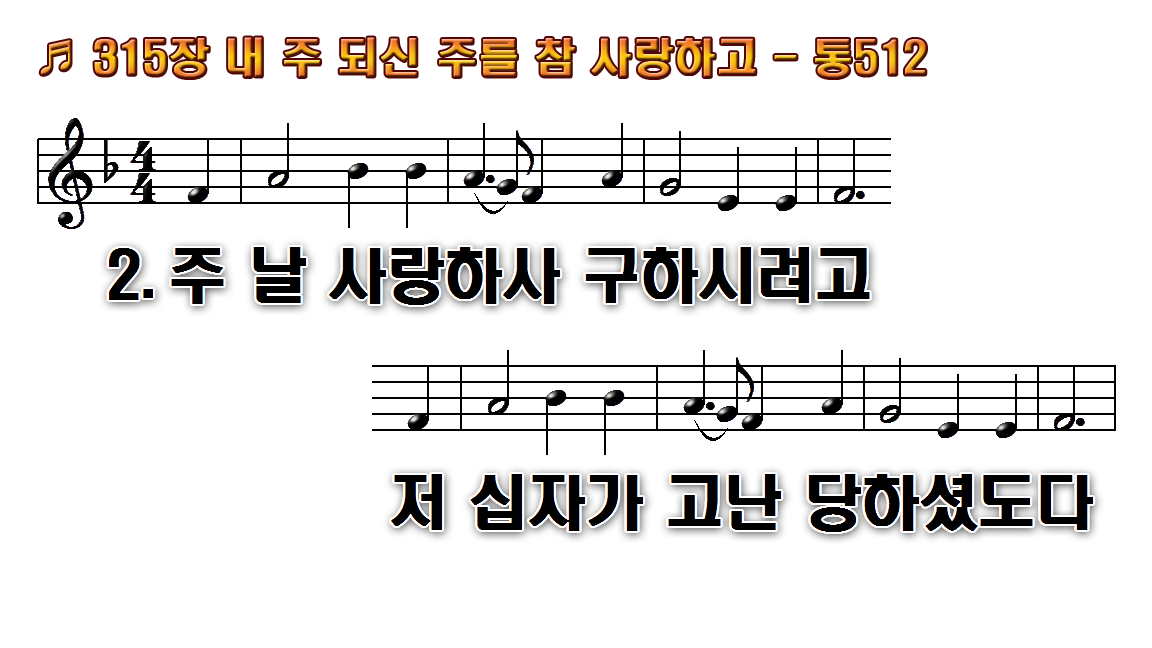 ♬ 315장 내 주 되신 주를 참 사랑하고 - 통512
4
4
2. 주 날 사랑하사 구하시려고
저 십자가 고난 당하셨도다